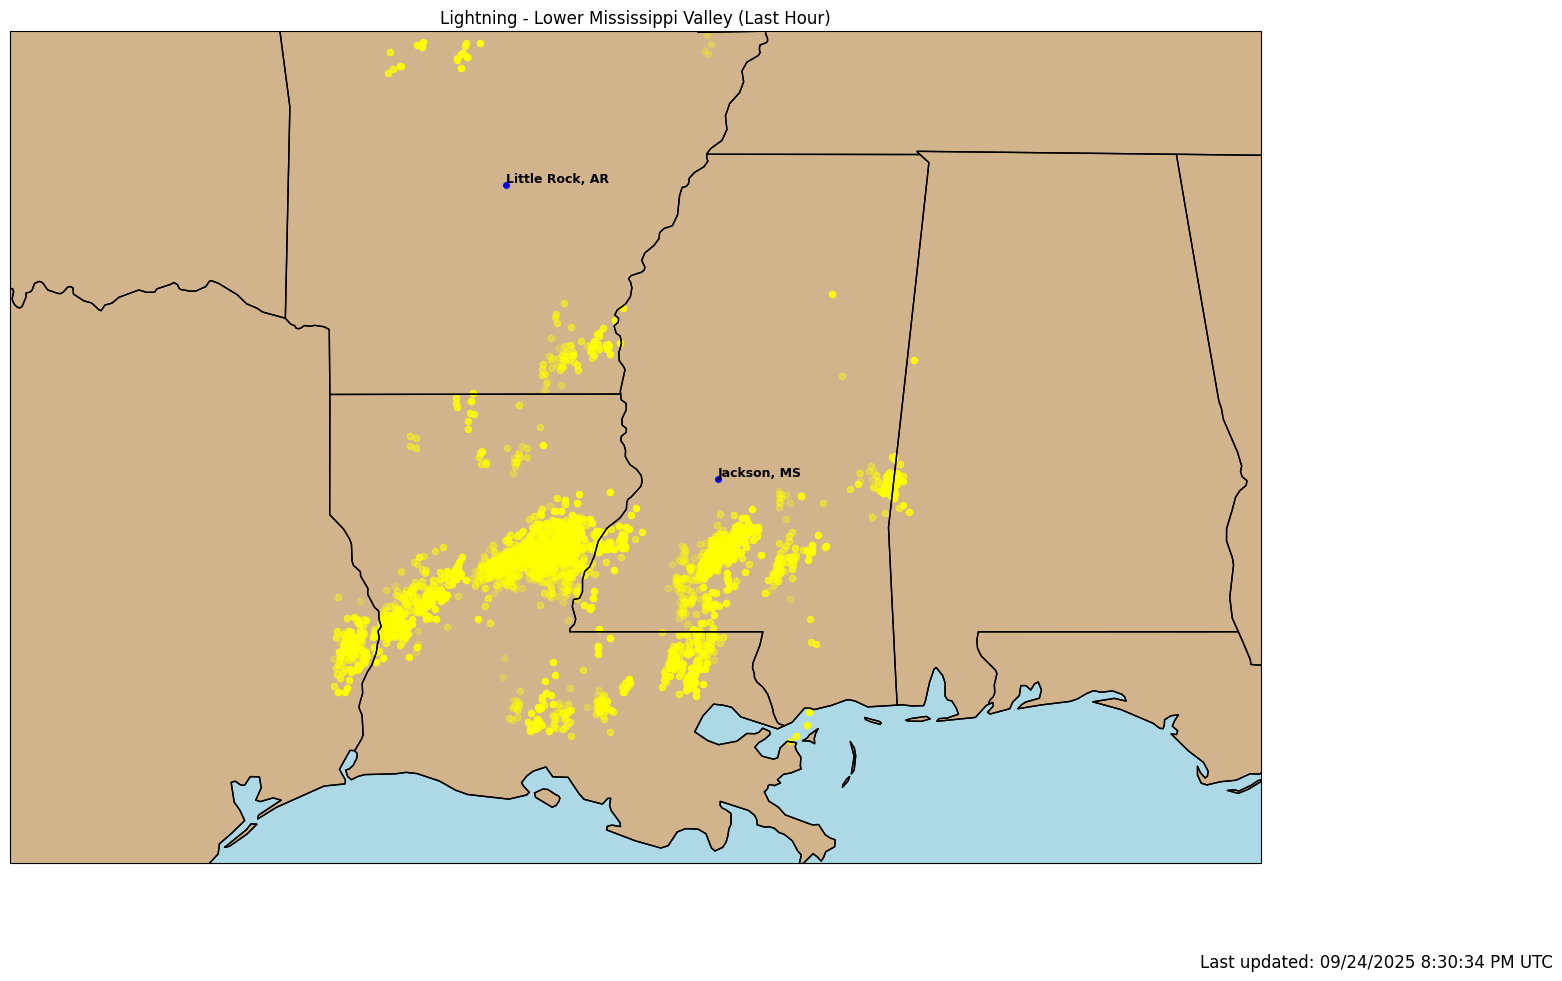 Lightning - Lower Mississippi Valley (Last Hour)
Little Rock, AR
Jackson, MS
Last updated: 09/24/2025 8:30:34 PM UTC